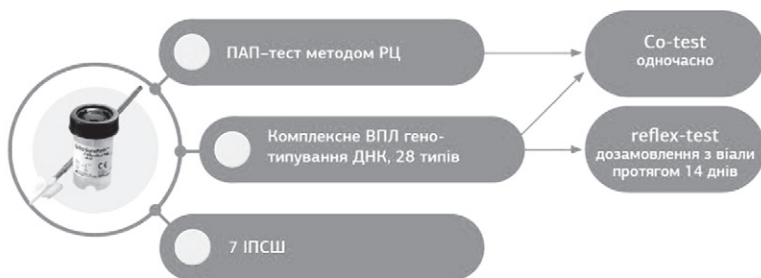 ПАП–тест методом РЦ
Co-test
одночасно
Комплексне ВПЛ гено-
типування ДНК, 28 типів
reflex-test
дозамовлення з віали
протягом 14 днів
7 ІПСШ